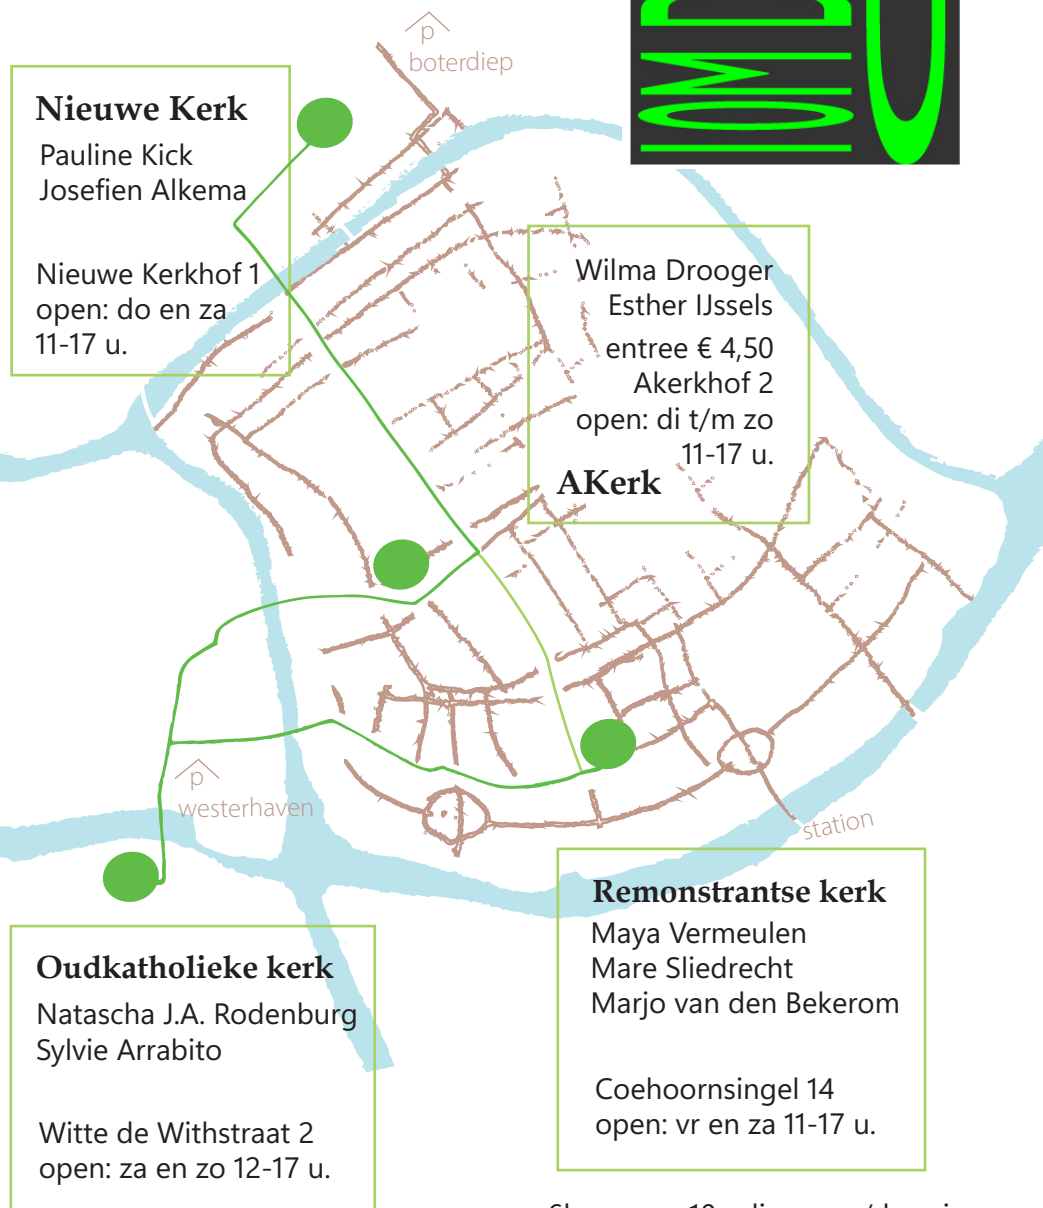 p
boterdiep
Nieuwe Kerk
Pauline Kick
Josefien Alkema
Nieuwe Kerkhof 1
open: do en za
11-17 u.
Wilma Drooger
Esther IJssels
entree € 4,50
Akerkhof 2
open: di t/m zo
11-17 u.
AKerk
p
westerhaven
station
Remonstrantse kerk
Maya Vermeulen
Mare Sliedrecht
Marjo van den Bekerom
Coehoornsingel 14
open: vr en za 11-17 u.
Oudkatholieke kerk
Natascha J.A. Rodenburg
Sylvie Arrabito
Witte de Withstraat 2
open: za en zo 12-17 u.